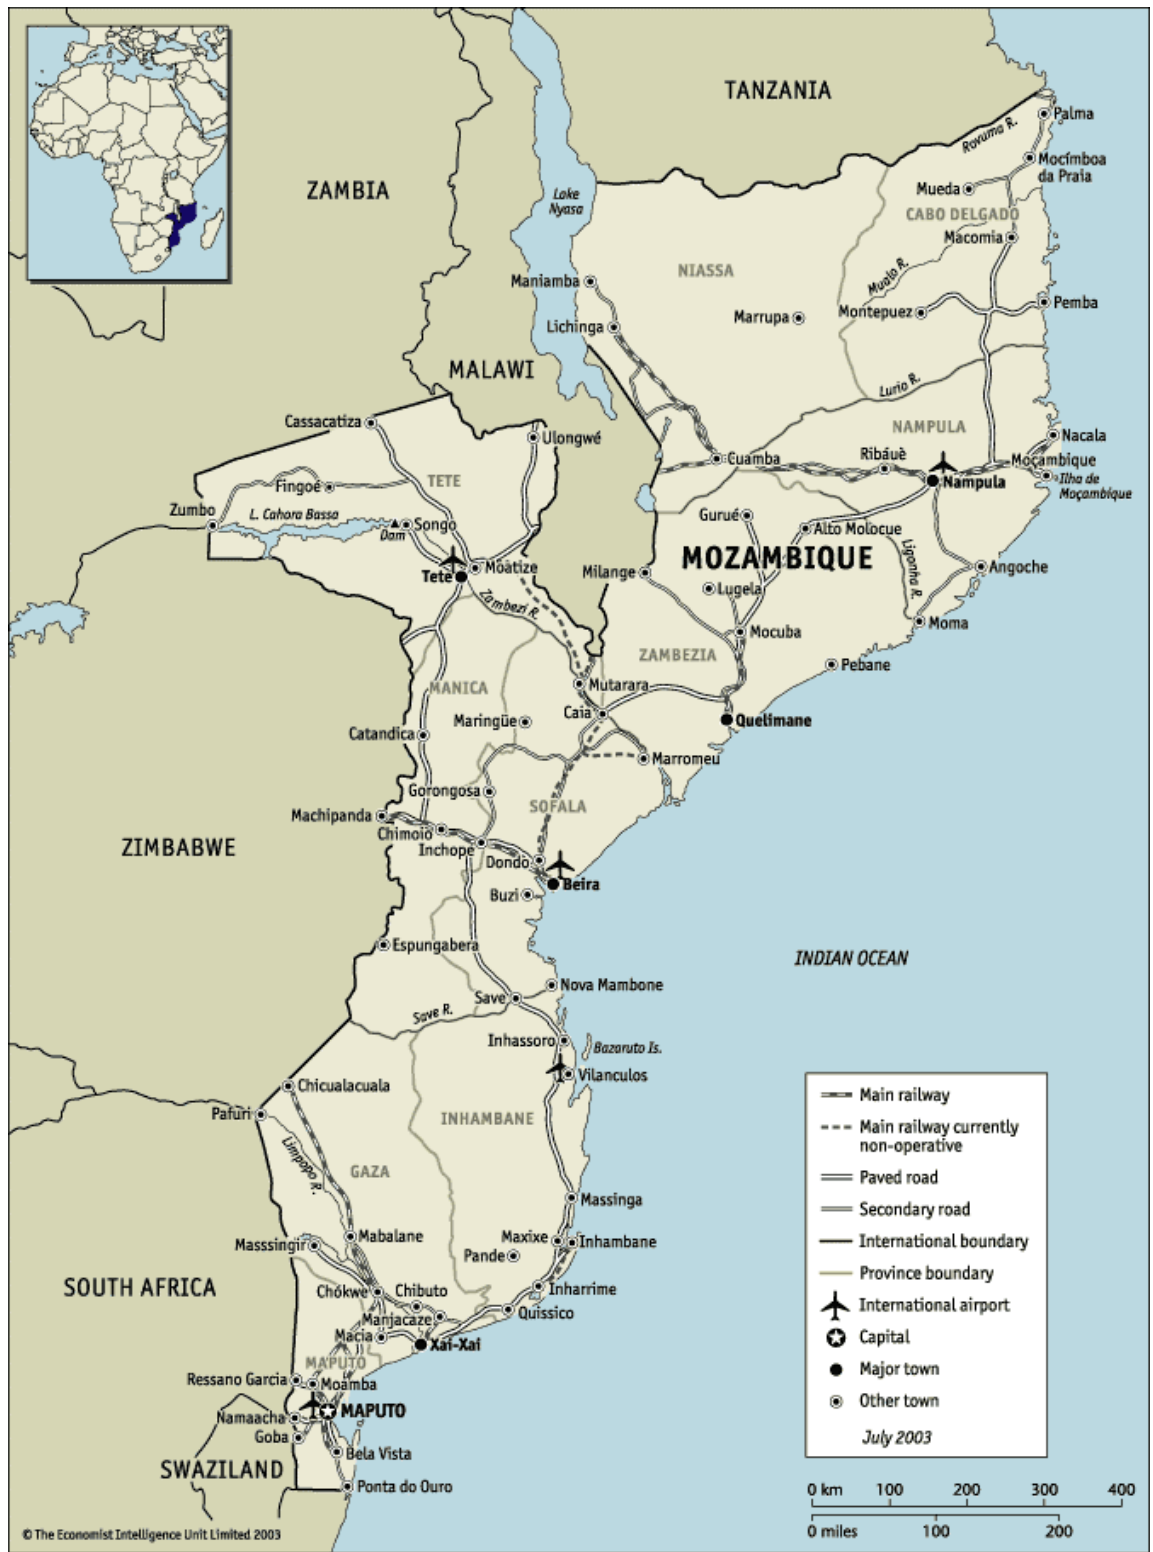 TANZANIA
Palma
Rovuma R.
ZAMBIA
Lake
Nyasa
Mocímboa
da Praia
Mueda
CABO DELGADO
Macomia
NIASSA
Mualo R.
Maniamba
Pemba
Montepuez
Marrupa
Lichinga
MALAWI
Lurio R.
Cassacatiza
NAMPULA
Nacala
Ulongwé
Cuamba
Ribáuè
Moçambique
TETE
Fingoé
Nampula
Ilha de
Moçambique
Zumbo
L. Cahora Bassa
Songo
Dam
Gurué
Alto Molocue
MOZAMBIQUE
Ligonha R.
Moatize
Tete
Milange
Angoche
Lugela
Zambezi R.
Moma
Mocuba
ZAMBEZIA
Pebane
MANICA
Mutarara
Caia
Maringüe
Quelimane
Catandica
Marromeu
Gorongosa
SOFALA
Machipanda
Chimoio
ZIMBABWE
Inchope
Dondo
Beira
Buzi
Espungabera
INDIAN OCEAN
Nova Mambone
Save
Save R.
Inhassoro
Bazaruto Is.
Vilanculos
Chicualacuala
Pafuri
INHAMBANE
Limpopo R.
GAZA
Massinga
Mabalane
Maxixe
Inhambane
Masssingir
Pande
SOUTH AFRICA
Chókwe
Chibuto
Inharrime
Manjacaze
Quissico
Macia
Xai-Xai
MAPUTO
Ressano Garcia
Moamba
MAPUTO
Namaacha
Goba
Bela Vista
SWAZILAND
Ponta do Ouro
Main railway
Main railway currently
non-operative
Paved road
Secondary road
International boundary
Province boundary
International airport
Capital
Major town
Other town
July 2003
0 km 100 200 300 400
0 miles 100 200
© The Economist Intelligence Unit Limited 2003